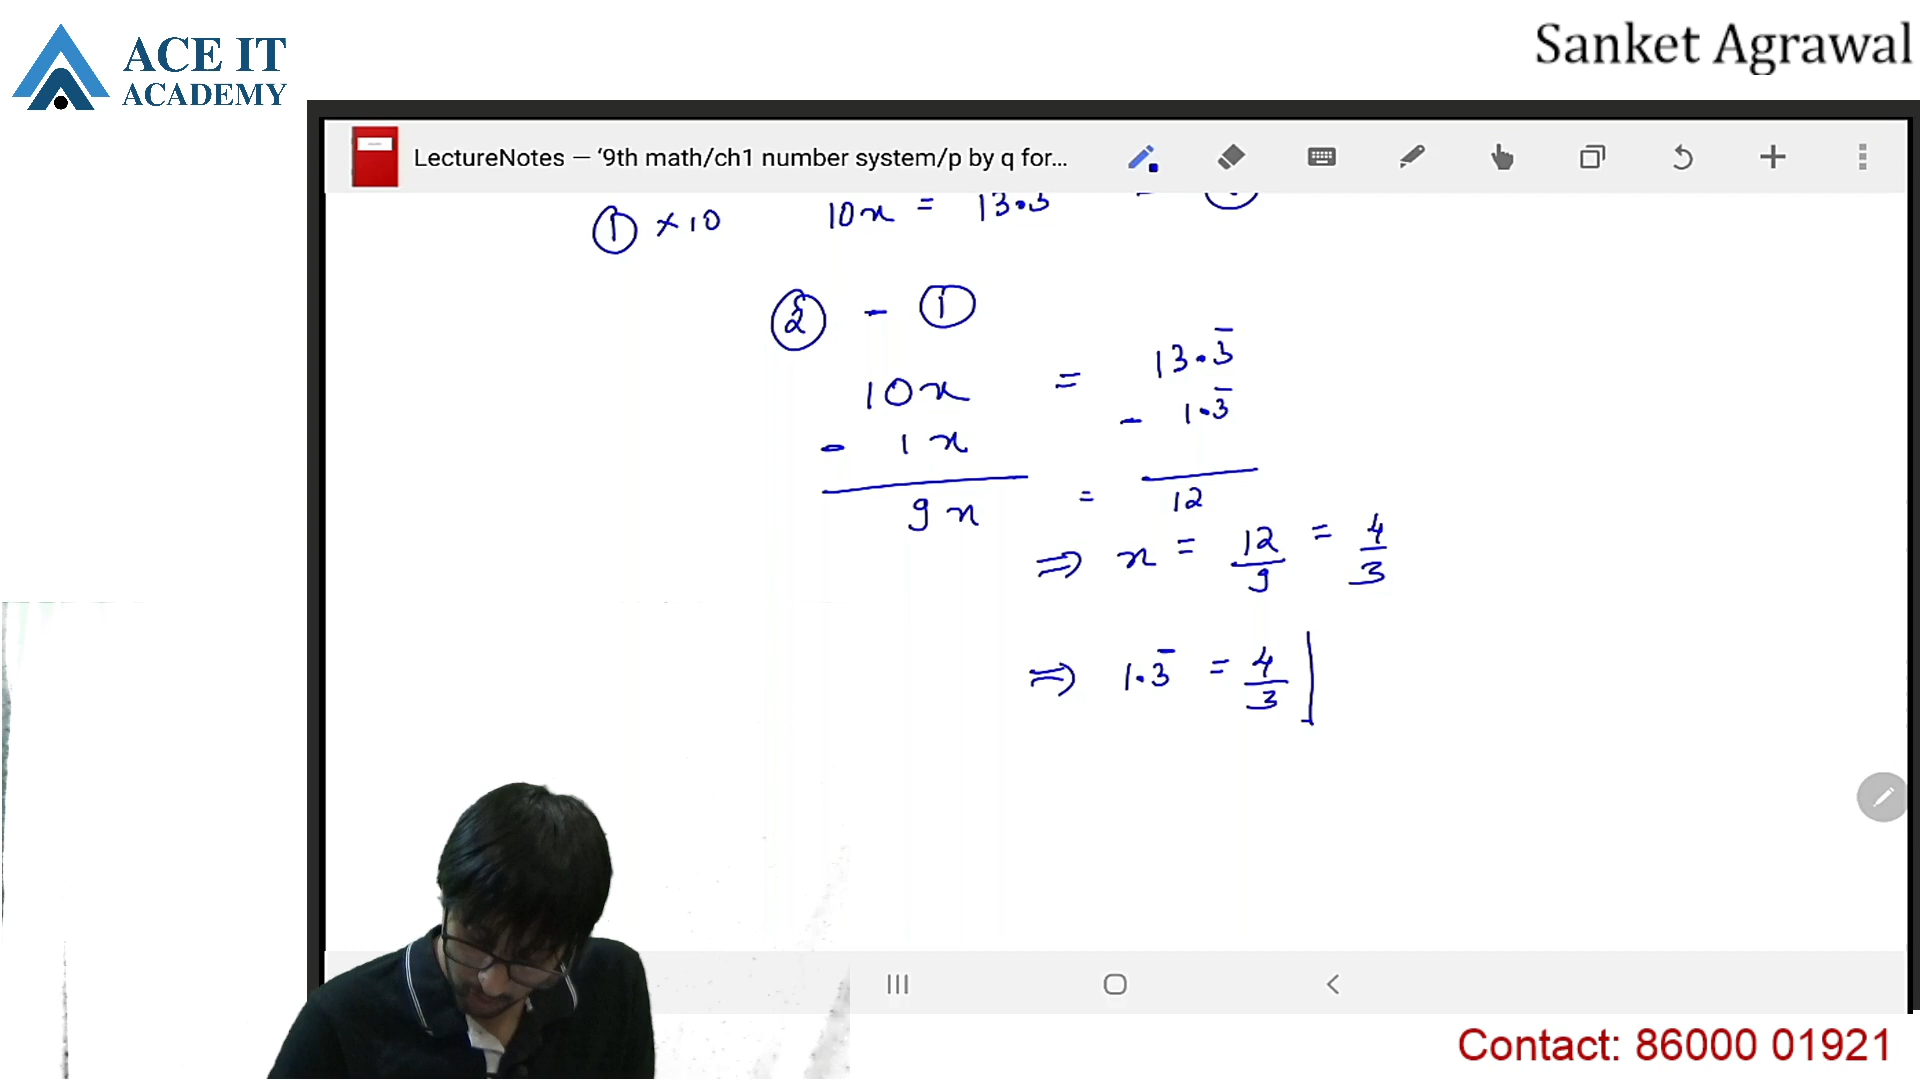 ACE IT
ACADEMY
Sanket Agrawal
LectureNotes — ‘9th math/ch1 number system/p by q for...
① ×10 10x = 13.3 -
② - ①
10x = 13.3̅
- 1x - 1.3̅
9x = 12
⇒ x = 12/9 = 4/3
⇒ 1.3̅ = 4/3
Contact: 86000 01921